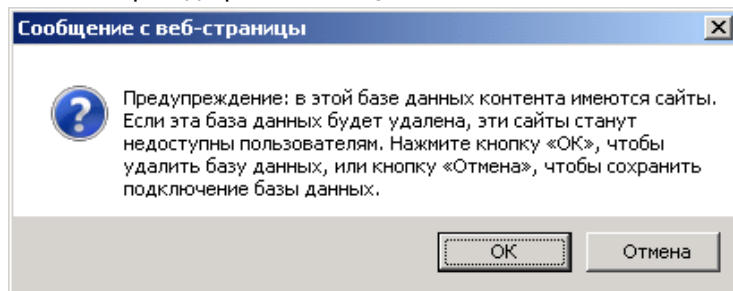 Сообщение с веб-страницы
Предупреждение: в этой базе данных контента имеются сайты.
Если эта база данных будет удалена, эти сайты станут
недоступны пользователям. Нажмите кнопку «ОК», чтобы
удалить базу данных, или кнопку «Отмена», чтобы сохранить
подключение базы данных.
ОК
Отмена